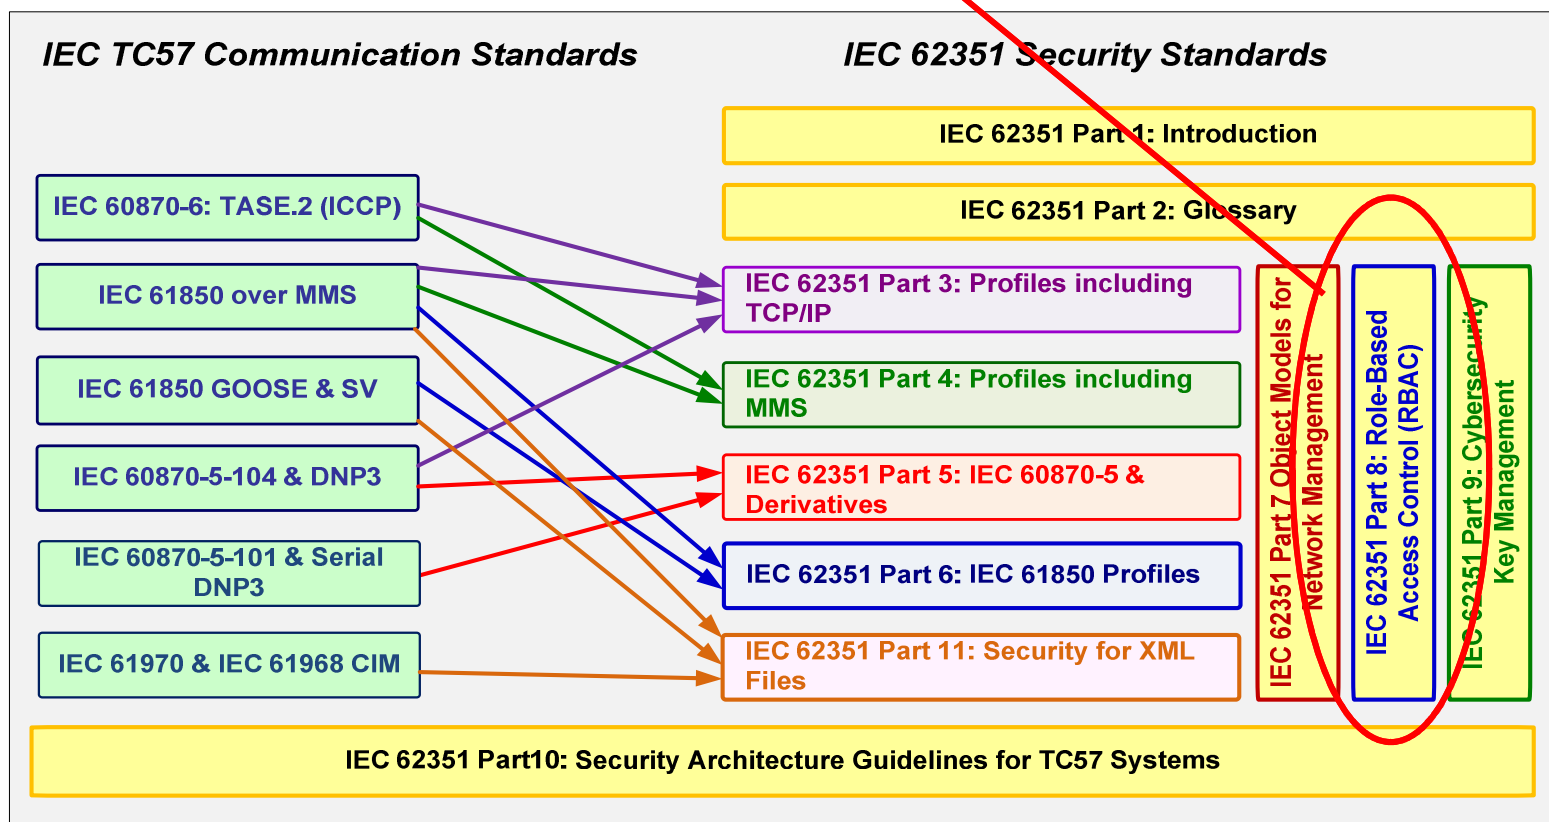 IEC TC57 Communication Standards
IEC 62351 Security Standards
IEC 62351 Part 1: Introduction
IEC 62351 Part 2: Glossary
IEC 60870-6: TASE.2 (ICCP)
IEC 61850 over MMS
IEC 61850 GOOSE & SV
IEC 60870-5-104 & DNP3
IEC 60870-5-101 & Serial
DNP3
IEC 61970 & IEC 61968 CIM
IEC 62351 Part 3: Profiles including
TCP/IP
IEC 62351 Part 4: Profiles including
MMS
IEC 62351 Part 5: IEC 60870-5 &
Derivatives
IEC 62351 Part 6: IEC 61850 Profiles
IEC 62351 Part 11: Security for XML
Files
IEC 62351 Part 7 Object Models for
Network Management
IEC 62351 Part 8: Role-Based
Access Control (RBAC)
IEC 62351 Part 9: Cybersecurity
Key Management
IEC 62351 Part10: Security Architecture Guidelines for TC57 Systems